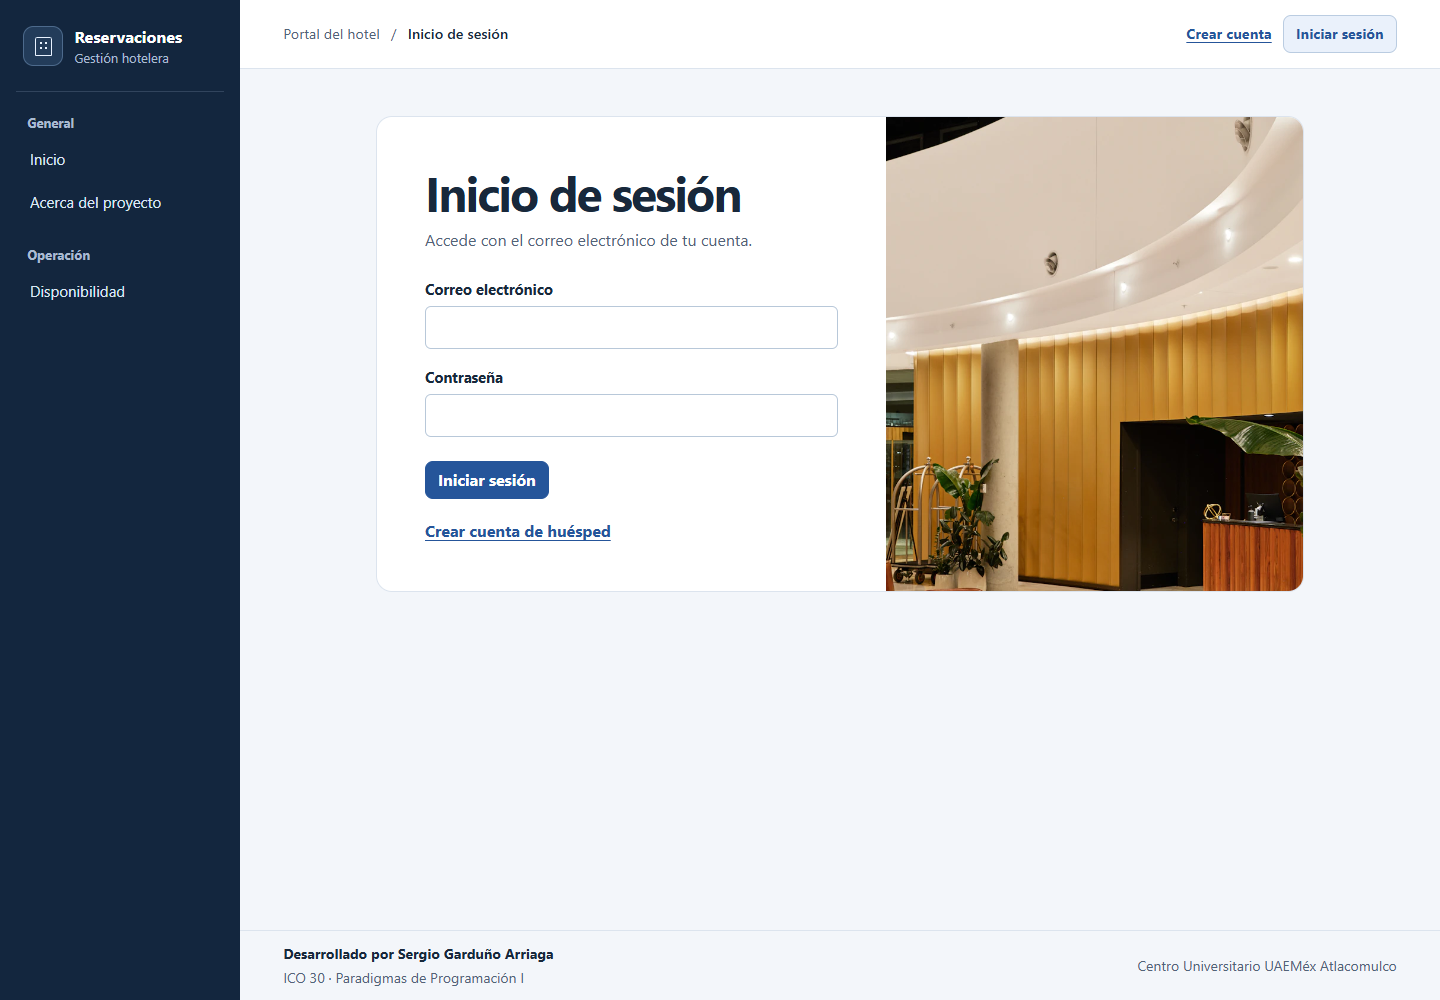 Reservaciones
Gestión hotelera
General
Inicio
Acerca del proyecto
Operación
Disponibilidad
Portal del hotel / Inicio de sesión
Crear cuenta
Iniciar sesión
Inicio de sesión
Accede con el correo electrónico de tu cuenta.
Correo electrónico
Contraseña
Iniciar sesión
Crear cuenta de huésped
Desarrollado por Sergio Garduño Arriaga
ICO 30 · Paradigmas de Programación I
Centro Universitario UAEMéx Atlacomulco